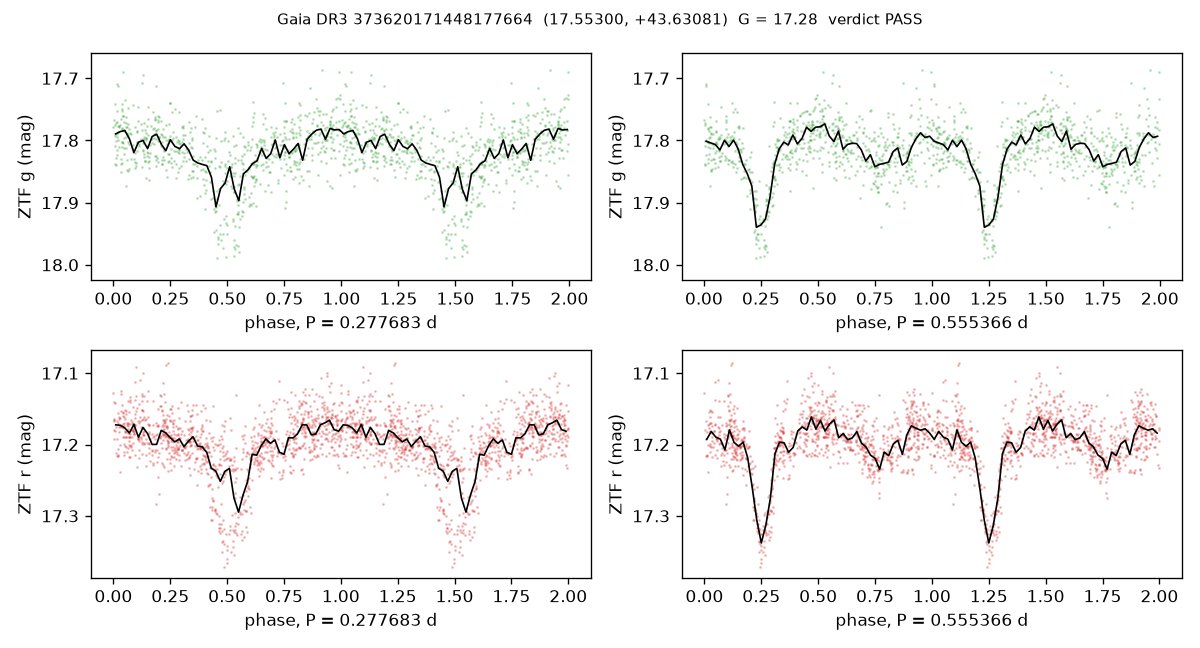 Gaia DR3 373620171448177664 (17.55300, +43.63081) G = 17.28 verdict PASS
ZTF g (mag)
17.7
17.8
17.9
18.0
0.00 0.25 0.50 0.75 1.00 1.25 1.50 1.75 2.00
phase, P = 0.277683 d
ZTF g (mag)
17.7
17.8
17.9
18.0
0.00 0.25 0.50 0.75 1.00 1.25 1.50 1.75 2.00
phase, P = 0.555366 d
ZTF r (mag)
17.1
17.2
17.3
0.00 0.25 0.50 0.75 1.00 1.25 1.50 1.75 2.00
phase, P = 0.277683 d
ZTF r (mag)
17.1
17.2
17.3
0.00 0.25 0.50 0.75 1.00 1.25 1.50 1.75 2.00
phase, P = 0.555366 d